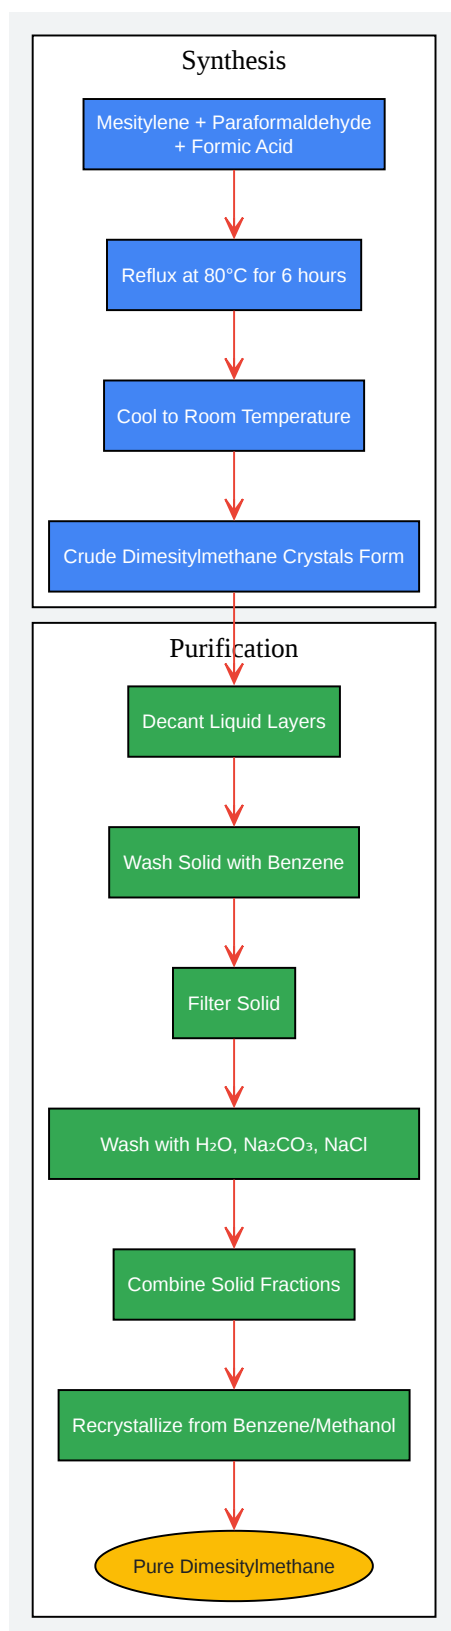 Synthesis
Mesitylene + Paraformaldehyde
+ Formic Acid
Reflux at 80°C for 6 hours
Cool to Room Temperature
Crude Dimesitylmethane Crystals Form
Purification
Decant Liquid Layers
Wash Solid with Benzene
Filter Solid
Wash with H₂O, Na₂CO₃, NaCl
Combine Solid Fractions
Recrystallize from Benzene/Methanol
Pure Dimesitylmethane